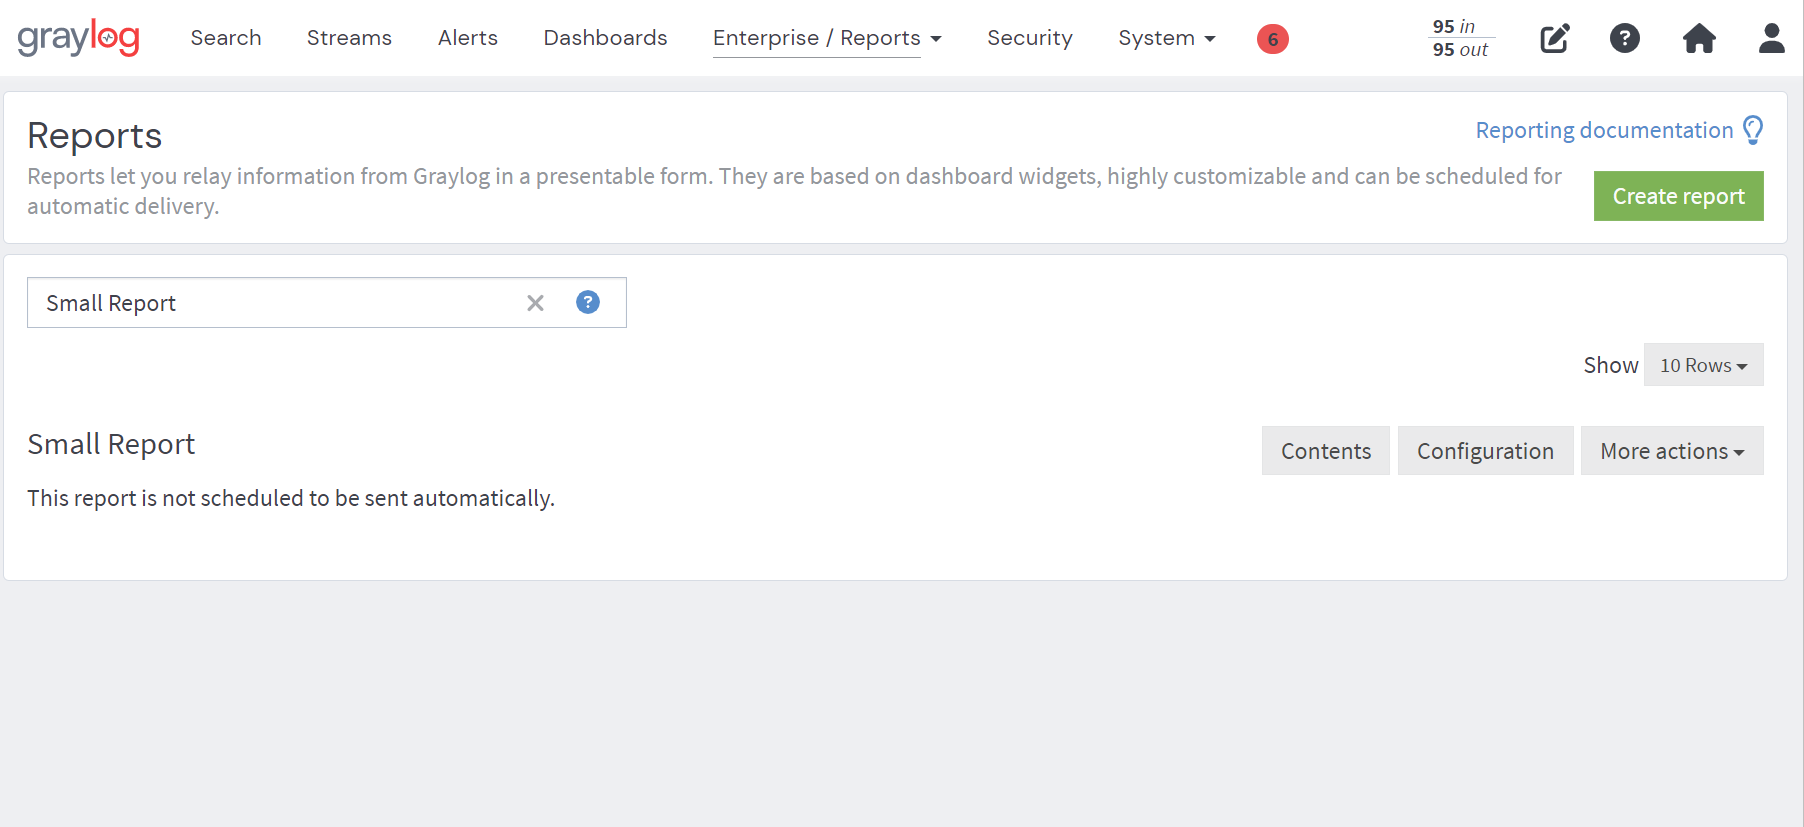 graylog
Search Streams Alerts Dashboards Enterprise / Reports Security System 6
95 in
95 out
?
Reports
Reporting documentation
Reports let you relay information from Graylog in a presentable form. They are based on dashboard widgets, highly customizable and can be scheduled for
automatic delivery.
Create report
Small Report
?
Show 10 Rows
Small Report
Contents Configuration More actions
This report is not scheduled to be sent automatically.